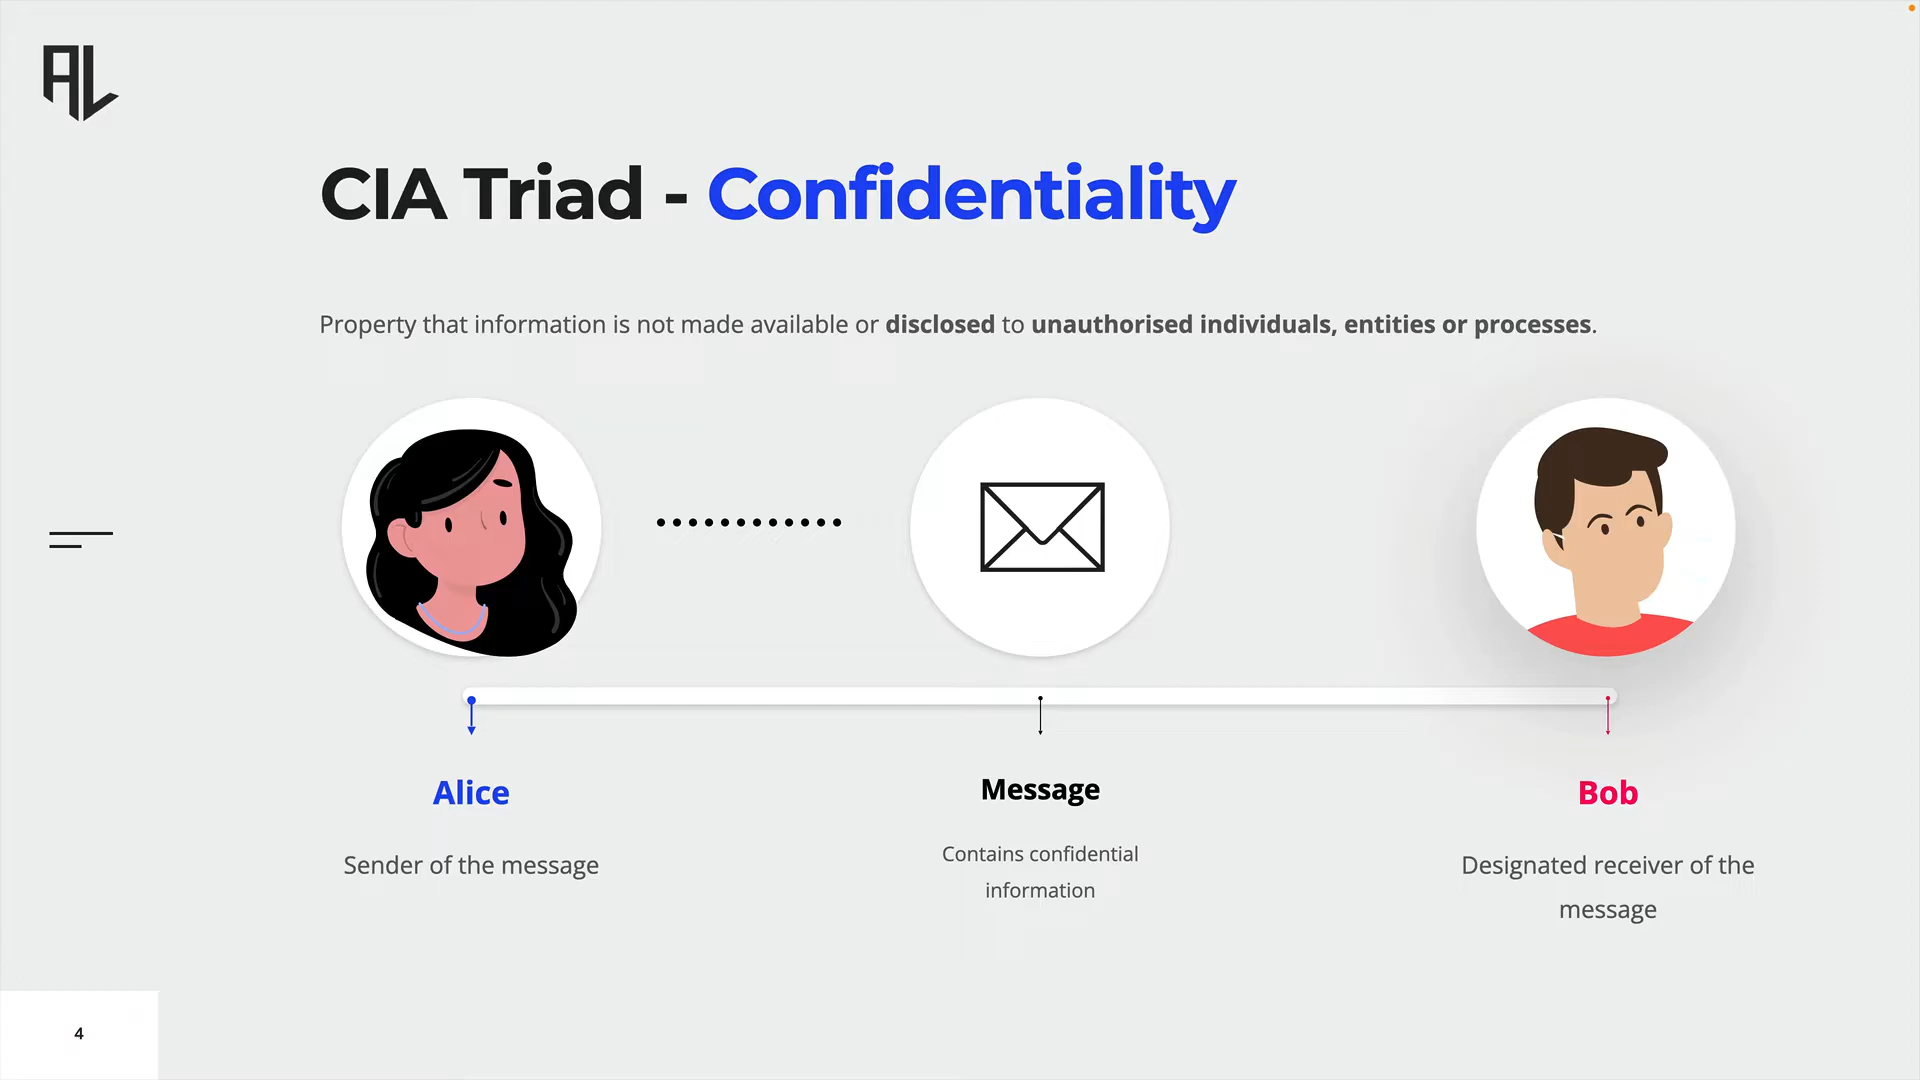 AL
CIA Triad - Confidentiality
Property that information is not made available or disclosed to unauthorised individuals, entities or processes.
Alice
Sender of the message
Message
Contains confidential
information
Bob
Designated receiver of the
message
4